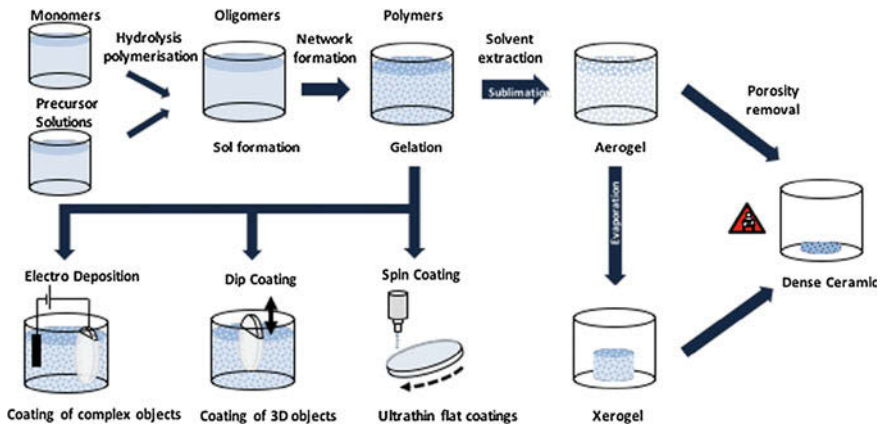 Monomers
Hydrolysis
polymerisation
Oligomers
Network
formation
Polymers
Solvent
extraction
Sublimation
Porosity
removal
Precursor
Solutions
Sol formation
Gelation
Aerogel
Evaporation
Dense Ceramic
Electro Deposition
Dip Coating
Spin Coating
Coating of complex objects
Coating of 3D objects
Ultrathin flat coatings
Xerogel